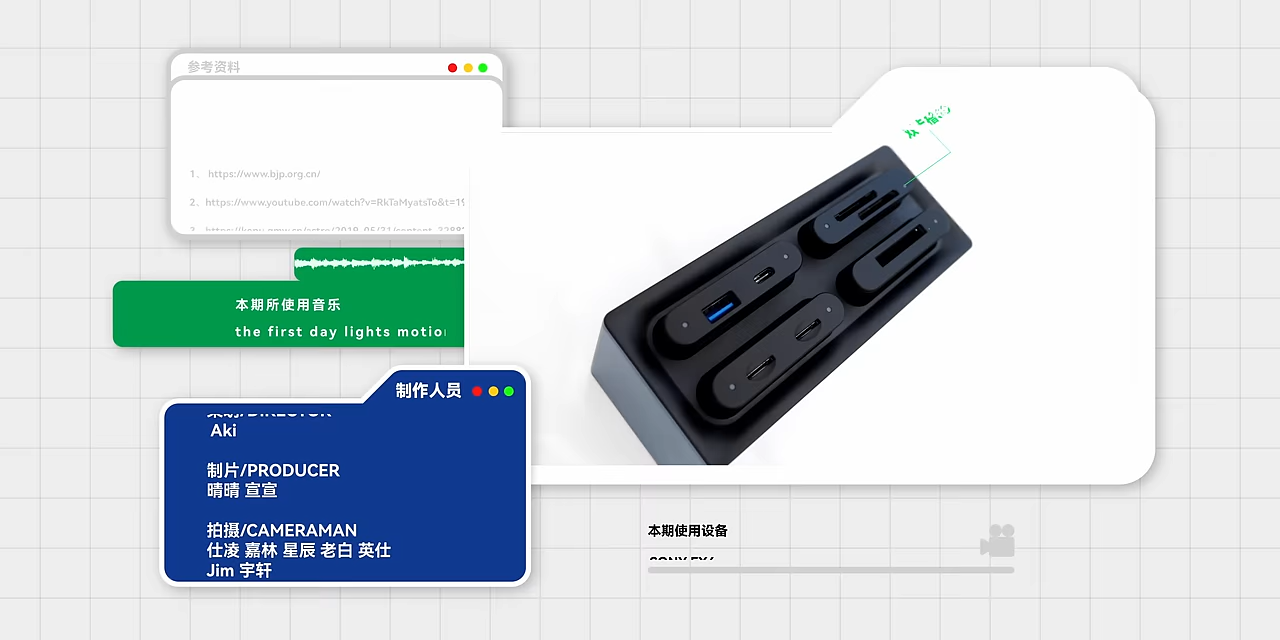 参考资料
1. https://www.bjp.org.cn/
2. https://www.youtube.com/watch?v=RkTaMyatsTo&t=19
本期所使用音乐
the first day lights motion
制作人员
Aki
制片/PRODUCER
晴晴 宣宣
拍摄/CAMERAMAN
仕凌 嘉林 星辰 老白 英仕
Jim 宇轩
本期使用设备